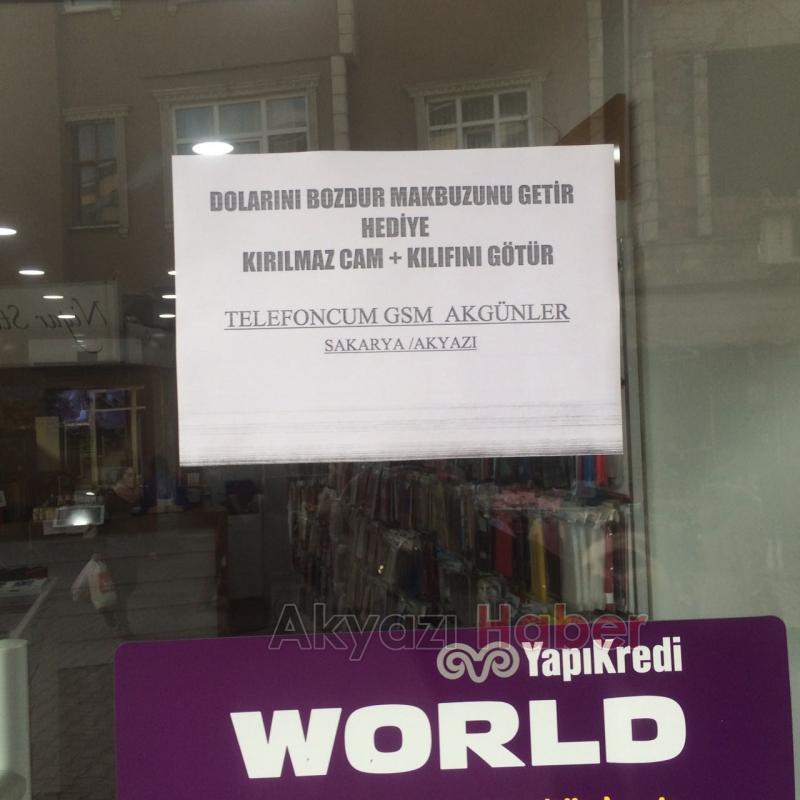 DOLARINI BOZDUR MAKBUZUNU GETİR
HEDİYE
KIRILMAZ CAM + KILIFINI GÖTÜR
TELEFONCUM GSM AKGÜNLER
SAKARYA /AKYAZI
Akyazı Haber
YapıKredi
WORLD